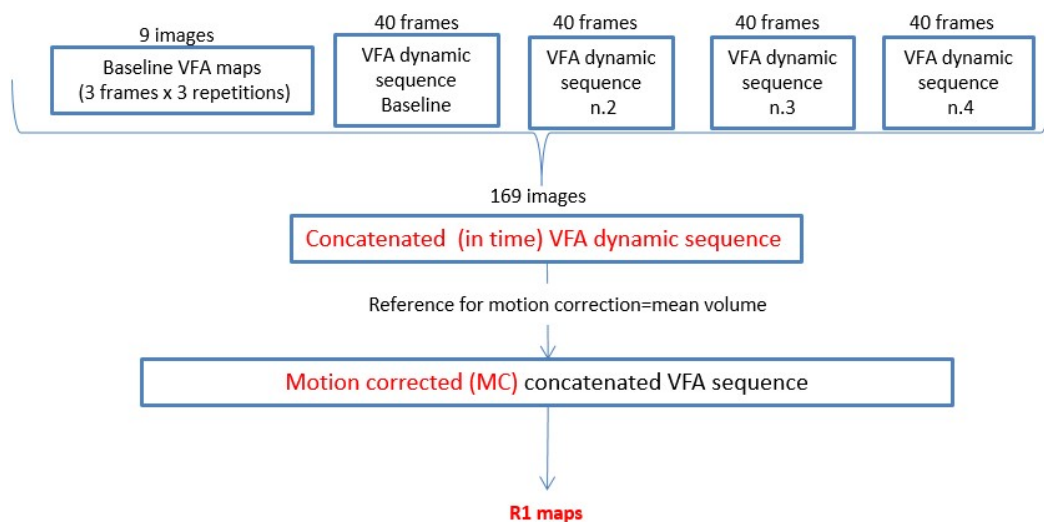 9 images
Baseline VFA maps
(3 frames x 3 repetitions)
40 frames
VFA dynamic
sequence
Baseline
40 frames
VFA dynamic
sequence
n.2
40 frames
VFA dynamic
sequence
n.3
40 frames
VFA dynamic
sequence
n.4
169 images
Concatenated (in time) VFA dynamic sequence
Reference for motion correction=mean volume
Motion corrected (MC) concatenated VFA sequence
R1 maps